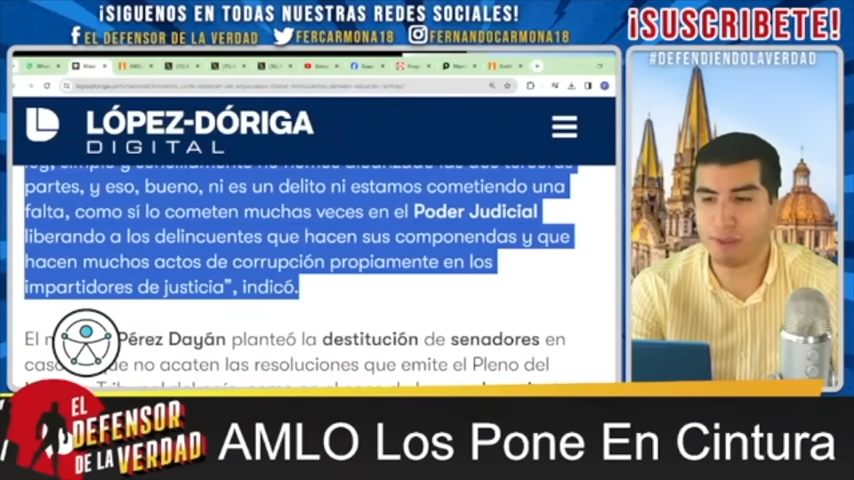 ¡SIGUENOS EN TODAS NUESTRAS REDES SOCIALES!
EL DEFENSOR DE LA VERDAD FERCARMONA18 FERNANDOCARMONA18
¡SUSCRIBETE!
#DEFENDIENDOLAVERDAD
LÓPEZ-DÓRIGA
DIGITAL
partes, y eso, bueno, ni es un delito ni estamos cometiendo una
falta, como sí lo cometen muchas veces en el Poder Judicial
liberando a los delincuentes que hacen sus componendas y que
hacen muchos actos de corrupción propiamente en los
impartidores de justicia”, indicó.
El Pérez Dayán planteó la destitución de senadores en
que no acaten las resoluciones que emite el Pleno del
EL
DEFENSOR
DE LA VERDAD
AMLO Los Pone En Cintura